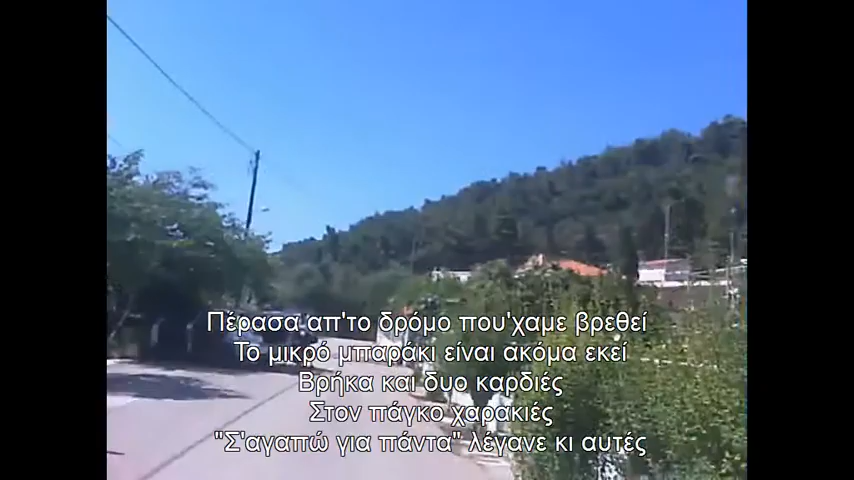 Πέρασα απ'το δρόμο που'χαμε βρεθεί
Το μικρό μπαράκι είναι ακόμα εκεί
Βρήκα και δυο καρδιές
Στον πάγκο χαρακιές
"Σ'αγαπώ για πάντα" λέγανε κι αυτές